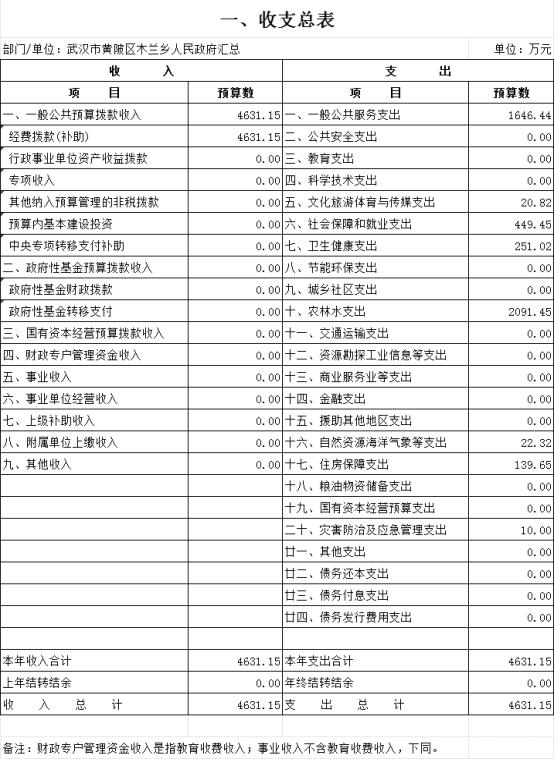 一、收支总表
部门/单位：武汉市黄陂区木兰乡人民政府汇总 单位：万元
收 入 支 出
项 目 预算数 项 目 预算数
一、一般公共预算拨款收入 4631.15 一、一般公共服务支出 1646.44
经费拨款(补助) 4631.15 二、公共安全支出 0.00
行政事业单位资产收益拨款 0.00 三、教育支出 0.00
专项收入 0.00 四、科学技术支出 0.00
其他纳入预算管理的非税拨款 0.00 五、文化旅游体育与传媒支出 20.82
预算内基本建设投资 0.00 六、社会保障和就业支出 449.45
中央专项转移支付补助 0.00 七、卫生健康支出 251.02
二、政府性基金预算拨款收入 0.00 八、节能环保支出 0.00
政府性基金财政拨款 0.00 九、城乡社区支出 0.00
政府性基金转移支付 0.00 十、农林水支出 2091.45
三、国有资本经营预算拨款收入 0.00 十一、交通运输支出 0.00
四、财政专户管理资金收入 0.00 十二、资源勘探工业信息等支出 0.00
五、事业收入 0.00 十三、商业服务业等支出 0.00
六、事业单位经营收入 0.00 十四、金融支出 0.00
七、上级补助收入 0.00 十五、援助其他地区支出 0.00
八、附属单位上缴收入 0.00 十六、自然资源海洋气象等支出 22.32
九、其他收入 0.00 十七、住房保障支出 139.65
十八、粮油物资储备支出 0.00
十九、国有资本经营预算支出 0.00
二十、灾害防治及应急管理支出 10.00
廿一、其他支出 0.00
廿二、债务还本支出 0.00
廿三、债务付息支出 0.00
廿四、债务发行费用支出 0.00
本年收入合计 4631.15 本年支出合计 4631.15
上年结转结余 0.00 年终结转结余 0.00
收 入 总 计 4631.15 支 出 总 计 4631.15
备注：财政专户管理资金收入是指教育收费收入；事业收入不含教育收费收入，下同。